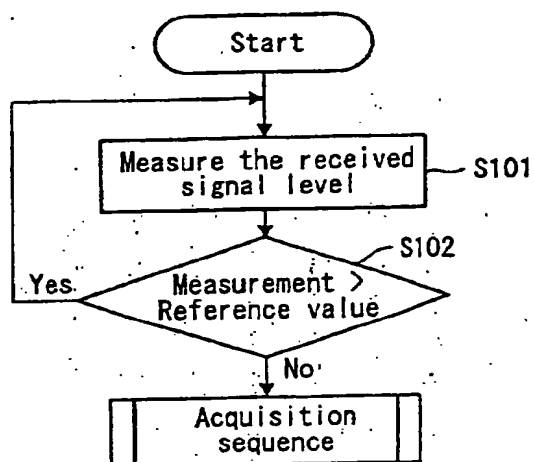 Start
Measure the received
signal level
S101
S102
Yes
Measurement >
Reference value
No
Acquisition
sequence